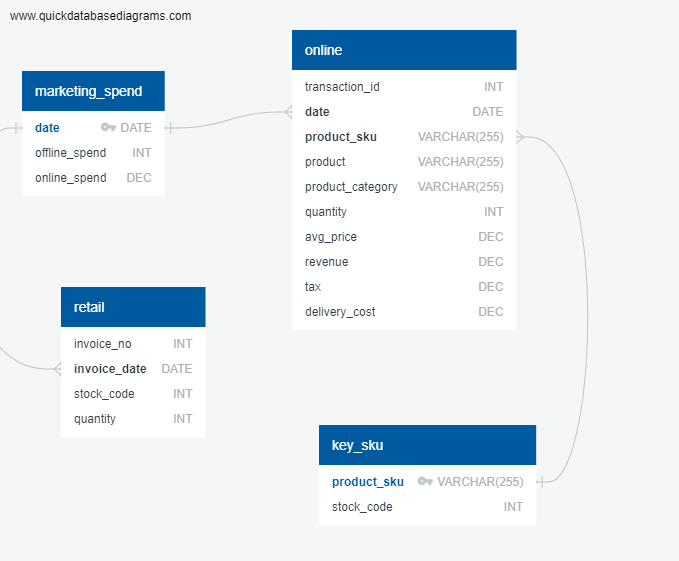 www.quickdatabasediagrams.com
marketing_spend
date DATE
offline_spend INT
online_spend DEC
online
transaction_id INT
date DATE
product_sku VARCHAR(255)
product VARCHAR(255)
product_category VARCHAR(255)
quantity INT
avg_price DEC
revenue DEC
tax DEC
delivery_cost DEC
retail
invoice_no INT
invoice_date DATE
stock_code INT
quantity INT
key_sku
product_sku VARCHAR(255)
stock_code INT